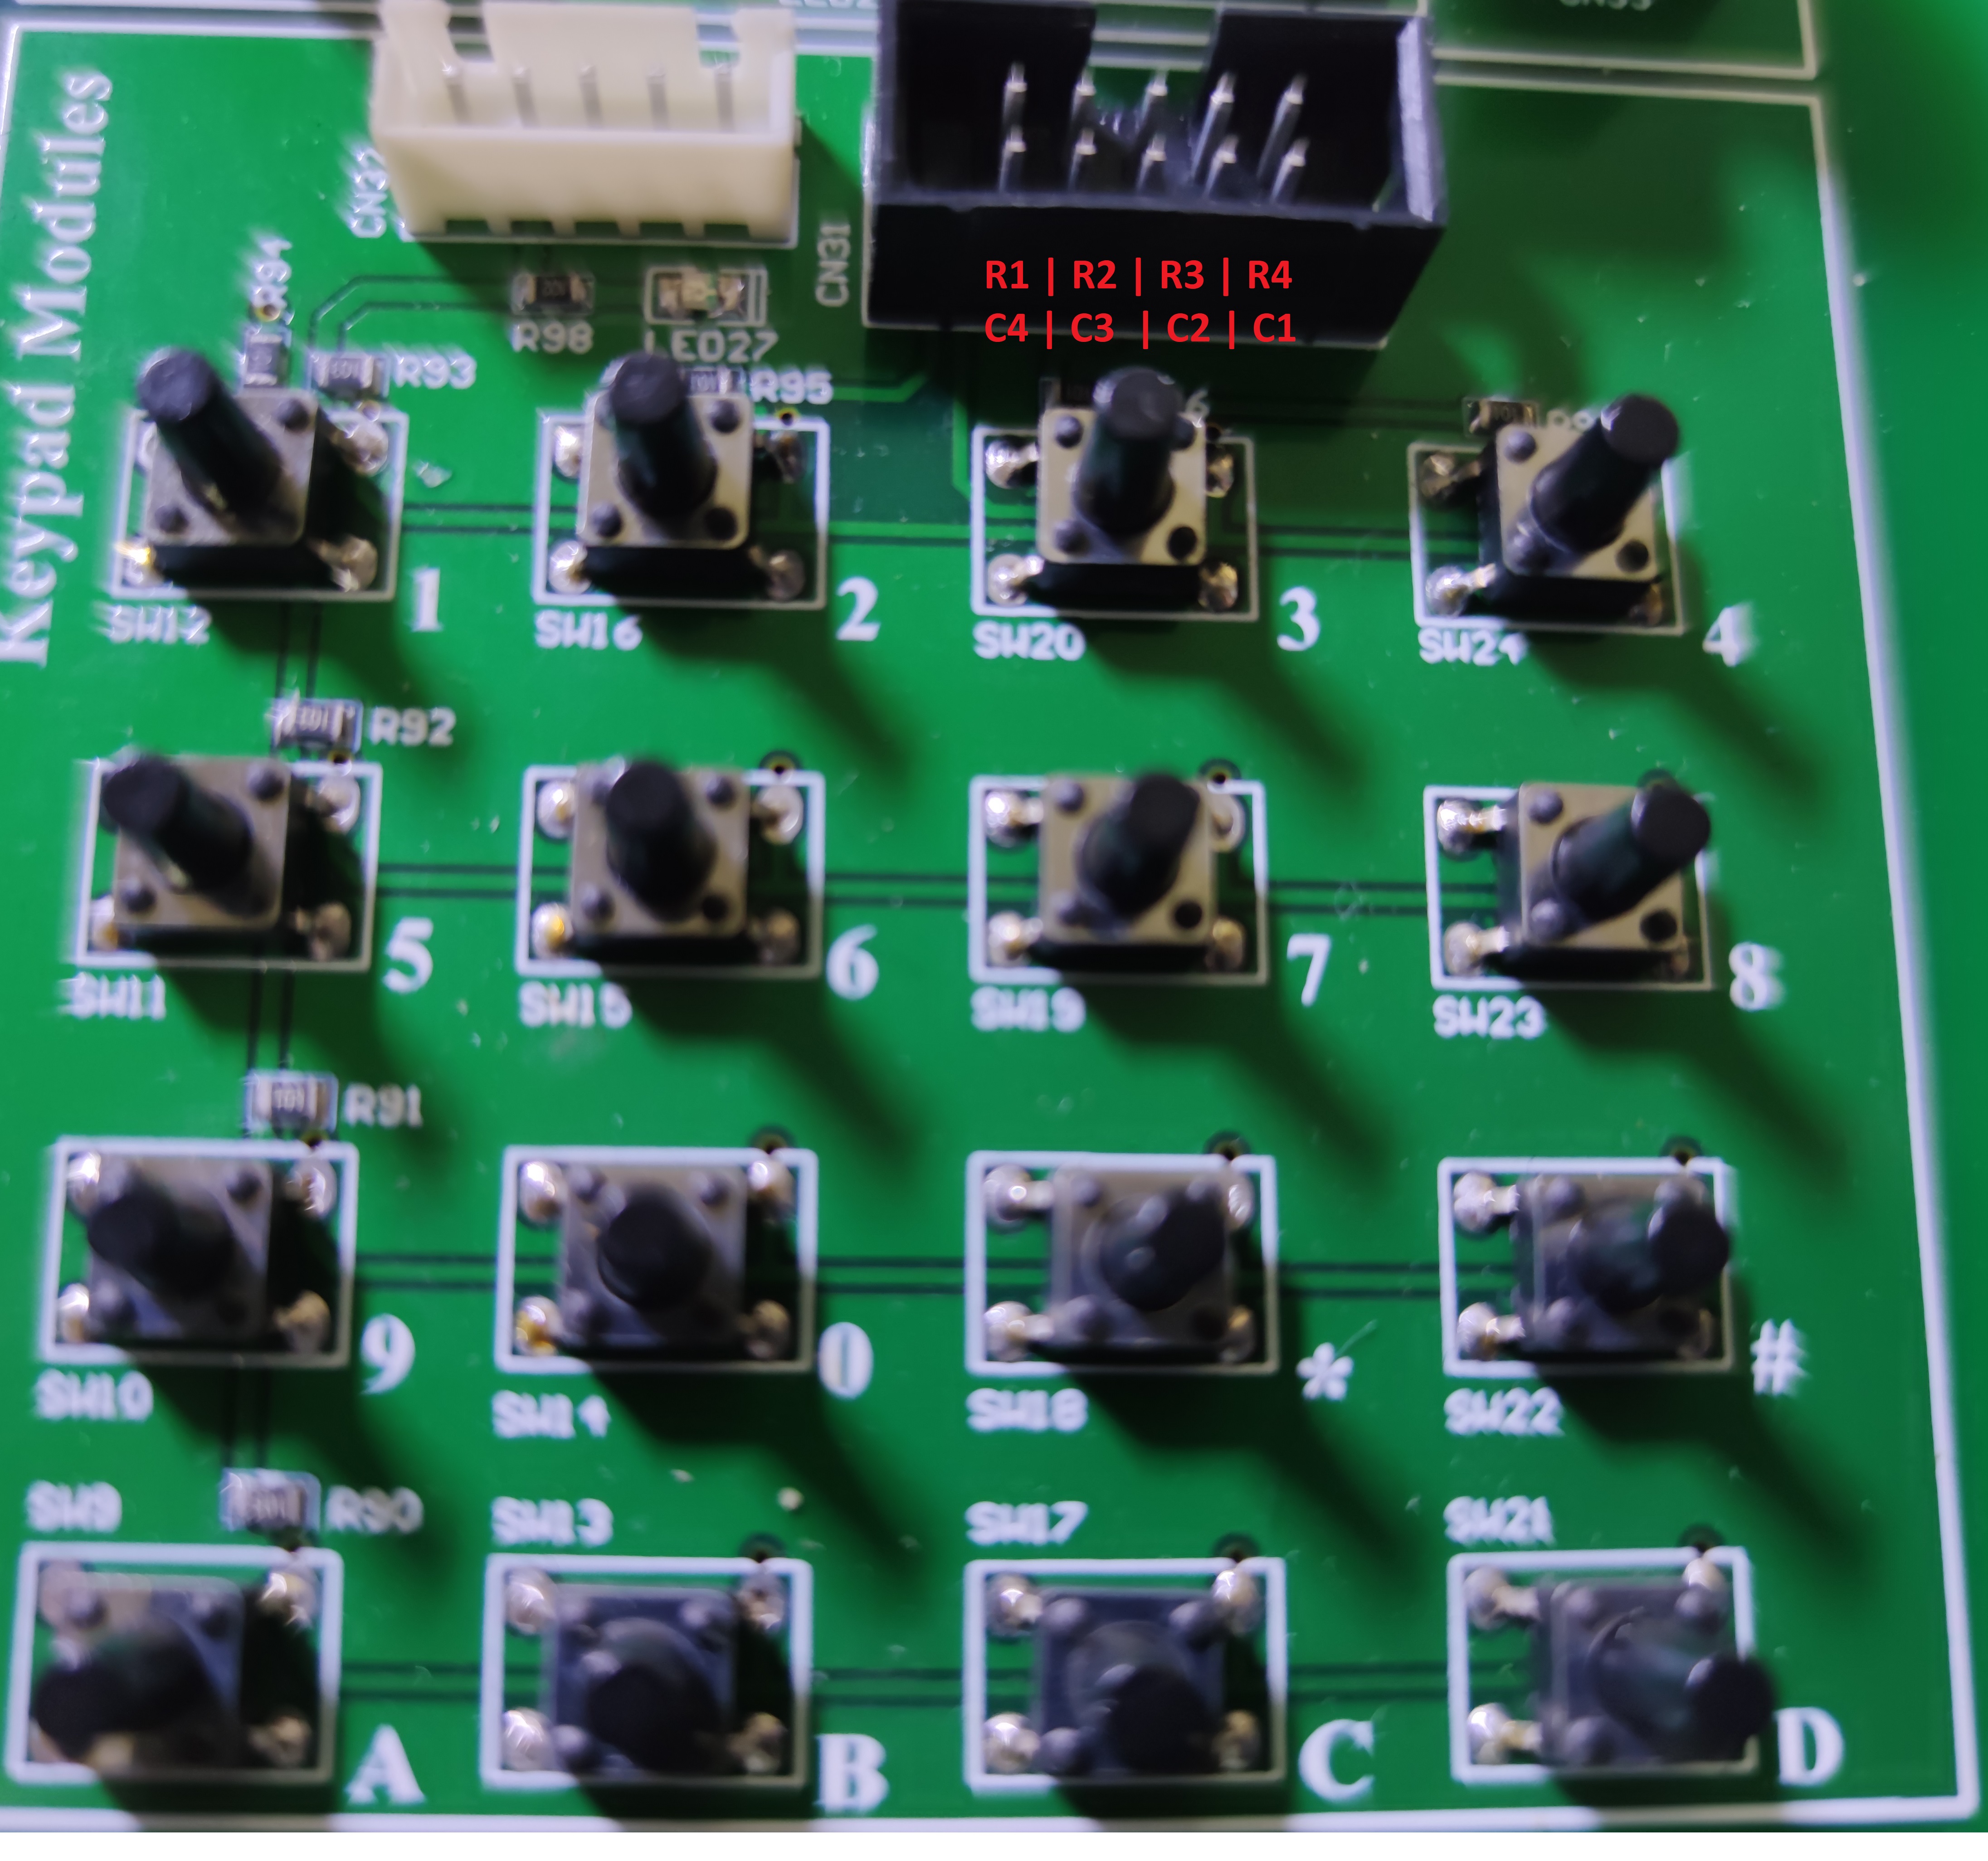 Keypad Modules
CN32
CN31
R1 | R2 | R3 | R4
C4 | C3 | C2 | C1
R94
R98
LED27
R93
R95
SW12
1
SW16
2
SW20
3
SW24
4
R92
SW11
5
SW15
6
SW19
7
SW23
8
R91
SW10
9
SW14
0
SW18
*
SW22
#
SW9
R90
SW13
SW17
SW21
A
B
C
D